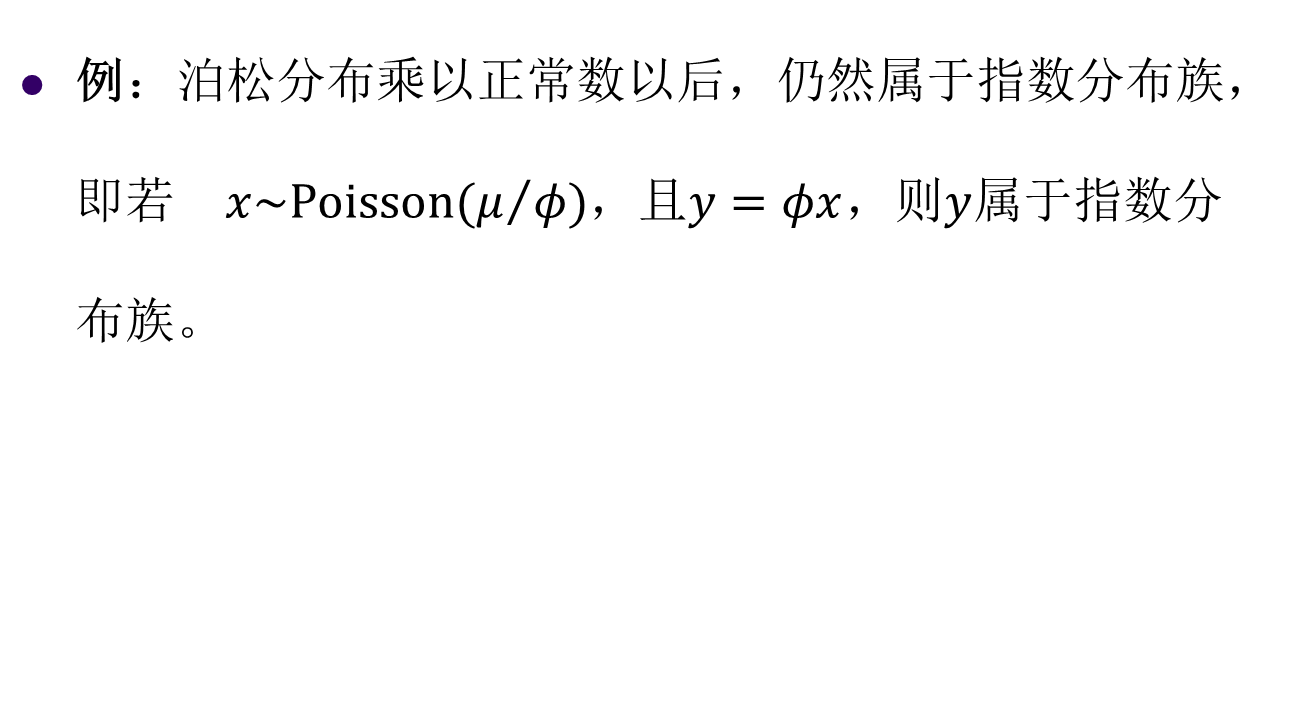 ● 例：泊松分布乘以正常数以后，仍然属于指数分布族，
即若 𝑥~Poisson(𝜇/𝜙)，且𝑦 = 𝜙𝑥，则𝑦属于指数分
布族。